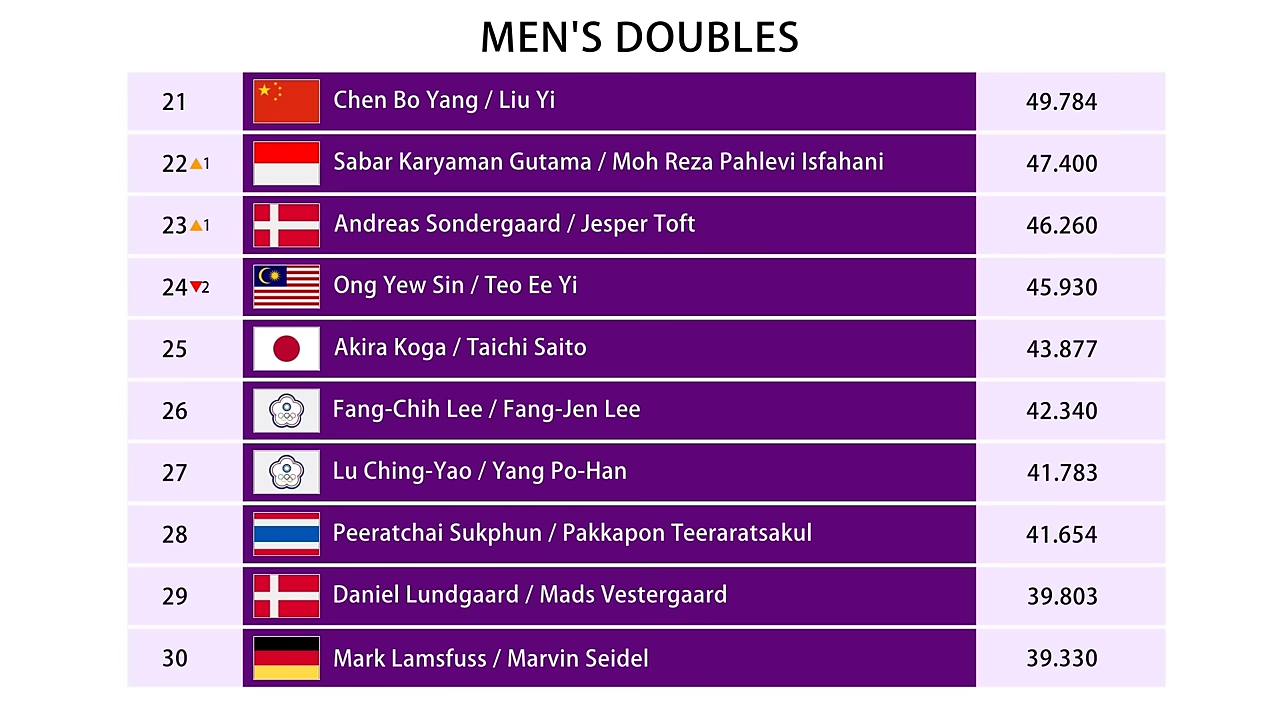 MEN'S DOUBLES
21 Chen Bo Yang / Liu Yi 49.784
22 ▲1 Sabar Karyaman Gutama / Moh Reza Pahlevi Isfahani 47.400
23 ▲1 Andreas Sondergaard / Jesper Toft 46.260
24 ▼2 Ong Yew Sin / Teo Ee Yi 45.930
25 Akira Koga / Taichi Saito 43.877
26 Fang-Chih Lee / Fang-Jen Lee 42.340
27 Lu Ching-Yao / Yang Po-Han 41.783
28 Peeratchai Sukphun / Pakkapon Teeraratsakul 41.654
29 Daniel Lundgaard / Mads Vestergaard 39.803
30 Mark Lamsfuss / Marvin Seidel 39.330